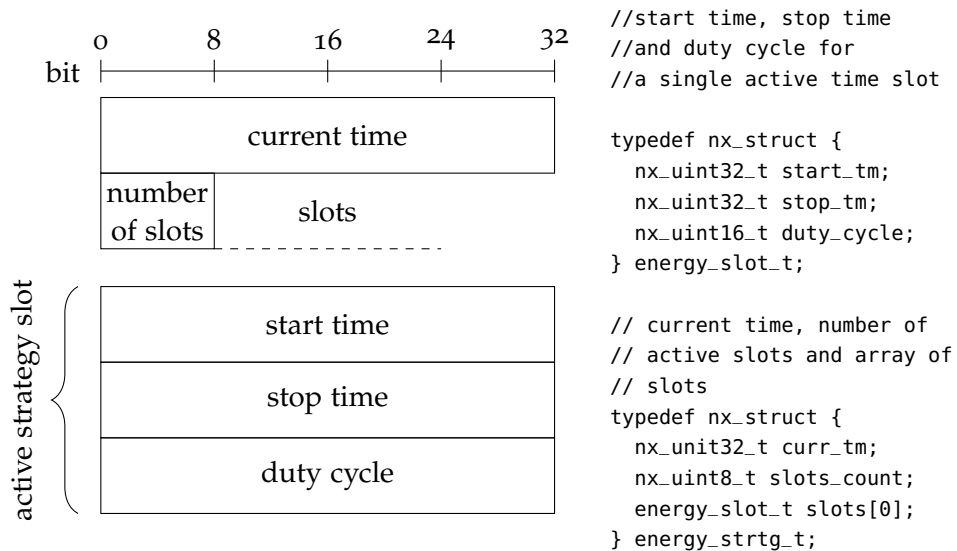 0 8 16 24 32
bit
current time
number
of slots
slots
active strategy slot
start time
stop time
duty cycle
//start time, stop time
//and duty cycle for
//a single active time slot
typedef nx_struct {
nx_uint32_t start_tm;
nx_uint32_t stop_tm;
nx_uint16_t duty_cycle;
} energy_slot_t;
// current time, number of
// active slots and array of
// slots
typedef nx_struct {
nx_unit32_t curr_tm;
nx_uint8_t slots_count;
energy_slot_t slots[0];
} energy_strtg_t;